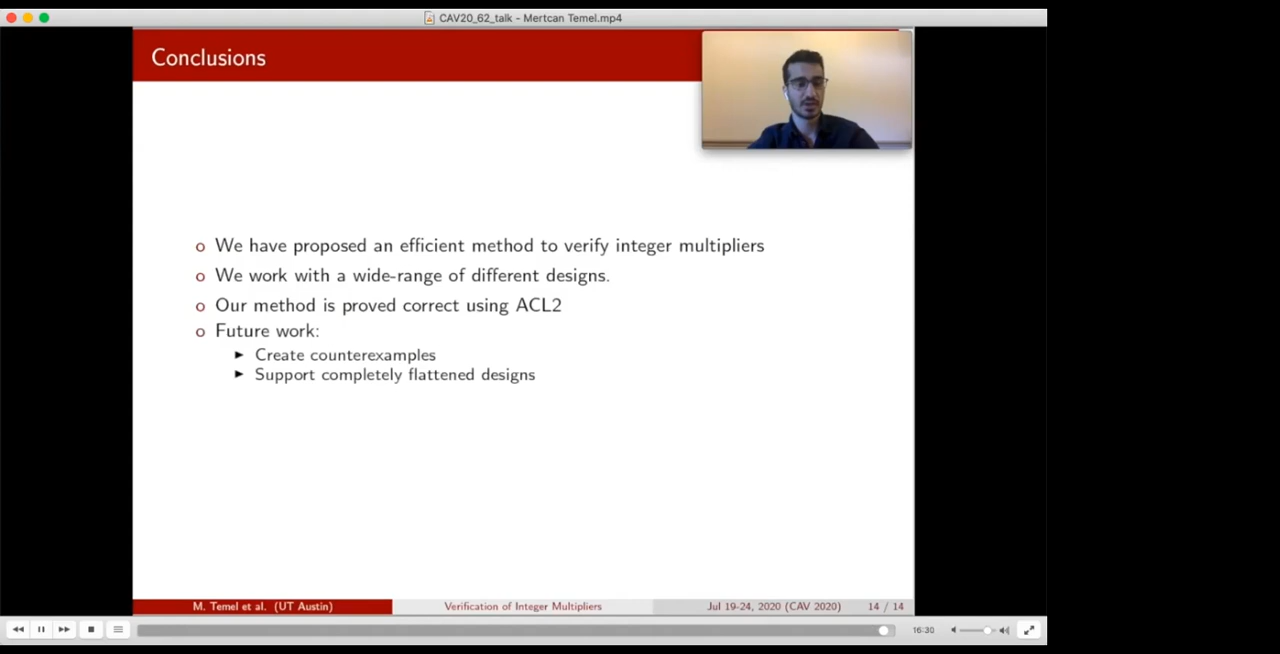 CAV20_62_talk - Mertcan Temel.mp4
Conclusions
We have proposed an efficient method to verify integer multipliers
We work with a wide-range of different designs.
Our method is proved correct using ACL2
Future work:
Create counterexamples
Support completely flattened designs
M. Temel et al. (UT Austin) Verification of Integer Multipliers Jul 19-24, 2020 (CAV 2020) 14 / 14
16:30